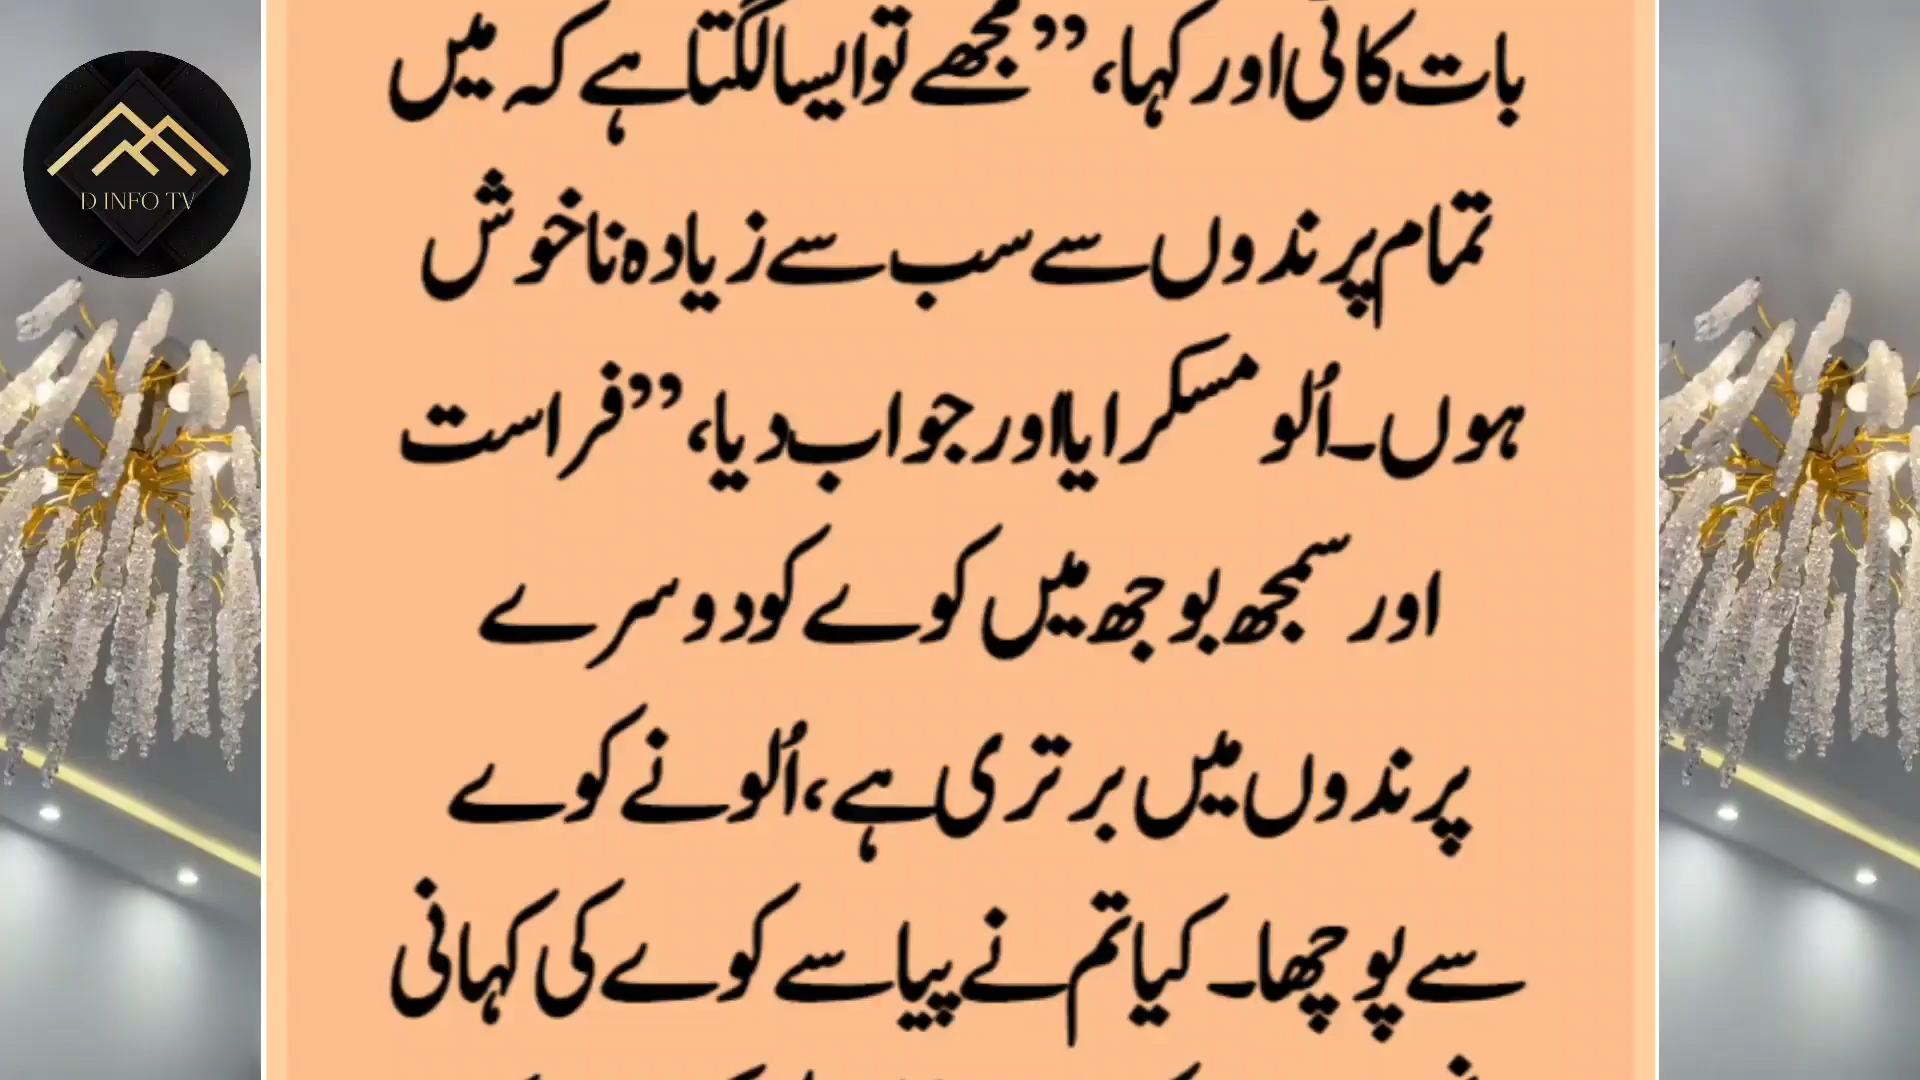 D INFO TV
بات کاٹی اور کہا، ”مجھے تو ایسا لگتا ہے کہ میں
تمام پرندوں سے سب سے زیادہ ناخوش
ہوں۔ اُلو مسکرایا اور جواب دیا، ”فراست
اور سمجھ بوجھ میں کوے کو دوسرے
پرندوں میں برتری ہے، اُلو نے کوے
سے پوچھا۔ کیا تم نے پیاسے کوے کی کہانی